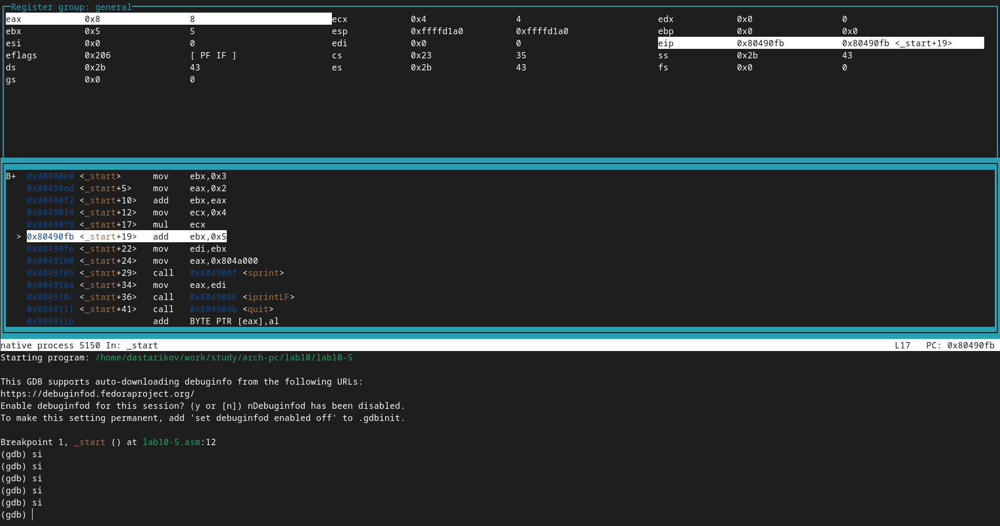 Register group: general
eax 0x8 8 ecx 0x4 4 edx 0x0 0
ebx 0x5 5 esp 0xffffd1a0 0xffffd1a0 ebp 0x0 0x0
esi 0x0 0 edi 0x0 0 eip 0x80490fb 0x80490fb <_start+19>
eflags 0x206 [ PF IF ] cs 0x23 35 ss 0x2b 43
ds 0x2b 43 es 0x2b 43 fs 0x0 0
gs 0x0 0
B+ 0x80490e8 <_start> mov ebx,0x3
0x80490ed <_start+5> mov eax,0x2
0x80490f2 <_start+10> add ebx,eax
0x80490f4 <_start+12> mov ecx,0x4
0x80490f9 <_start+17> mul ecx
> 0x80490fb <_start+19> add ebx,0x5
0x80490fe <_start+22> mov edi,ebx
0x8049100 <_start+24> mov eax,0x804a000
0x8049105 <_start+29> call 0x804900f <sprint>
0x804910a <_start+34> mov eax,edi
0x804910c <_start+36> call 0x8049086 <iprintLF>
0x8049111 <_start+41> call 0x80490db <quit>
0x8049116 add BYTE PTR [eax],al
native process 5150 In: _start L17 PC: 0x80490fb
Starting program: /home/dastarikov/work/study/arch-pc/lab10/lab10-5
This GDB supports auto-downloading debuginfo from the following URLs:
https://debuginfod.fedoraproject.org/
Enable debuginfod for this session? (y or [n]) nDebuginfod has been disabled.
To make this setting permanent, add 'set debuginfod enabled off' to .gdbinit.
Breakpoint 1, _start () at lab10-5.asm:12
(gdb) si
(gdb) si
(gdb) si
(gdb) si
(gdb) si
(gdb)